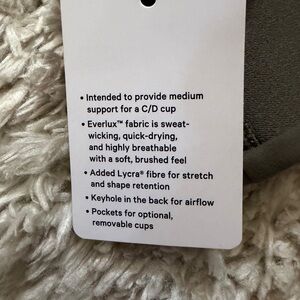 • Intended to provide medium
support for a C/D cup
• Everlux™ fabric is sweat-
wicking, quick-drying,
and highly breathable
with a soft, brushed feel
• Added Lycra® fibre for stretch
and shape retention
• Keyhole in the back for airflow
• Pockets for optional,
removable cups